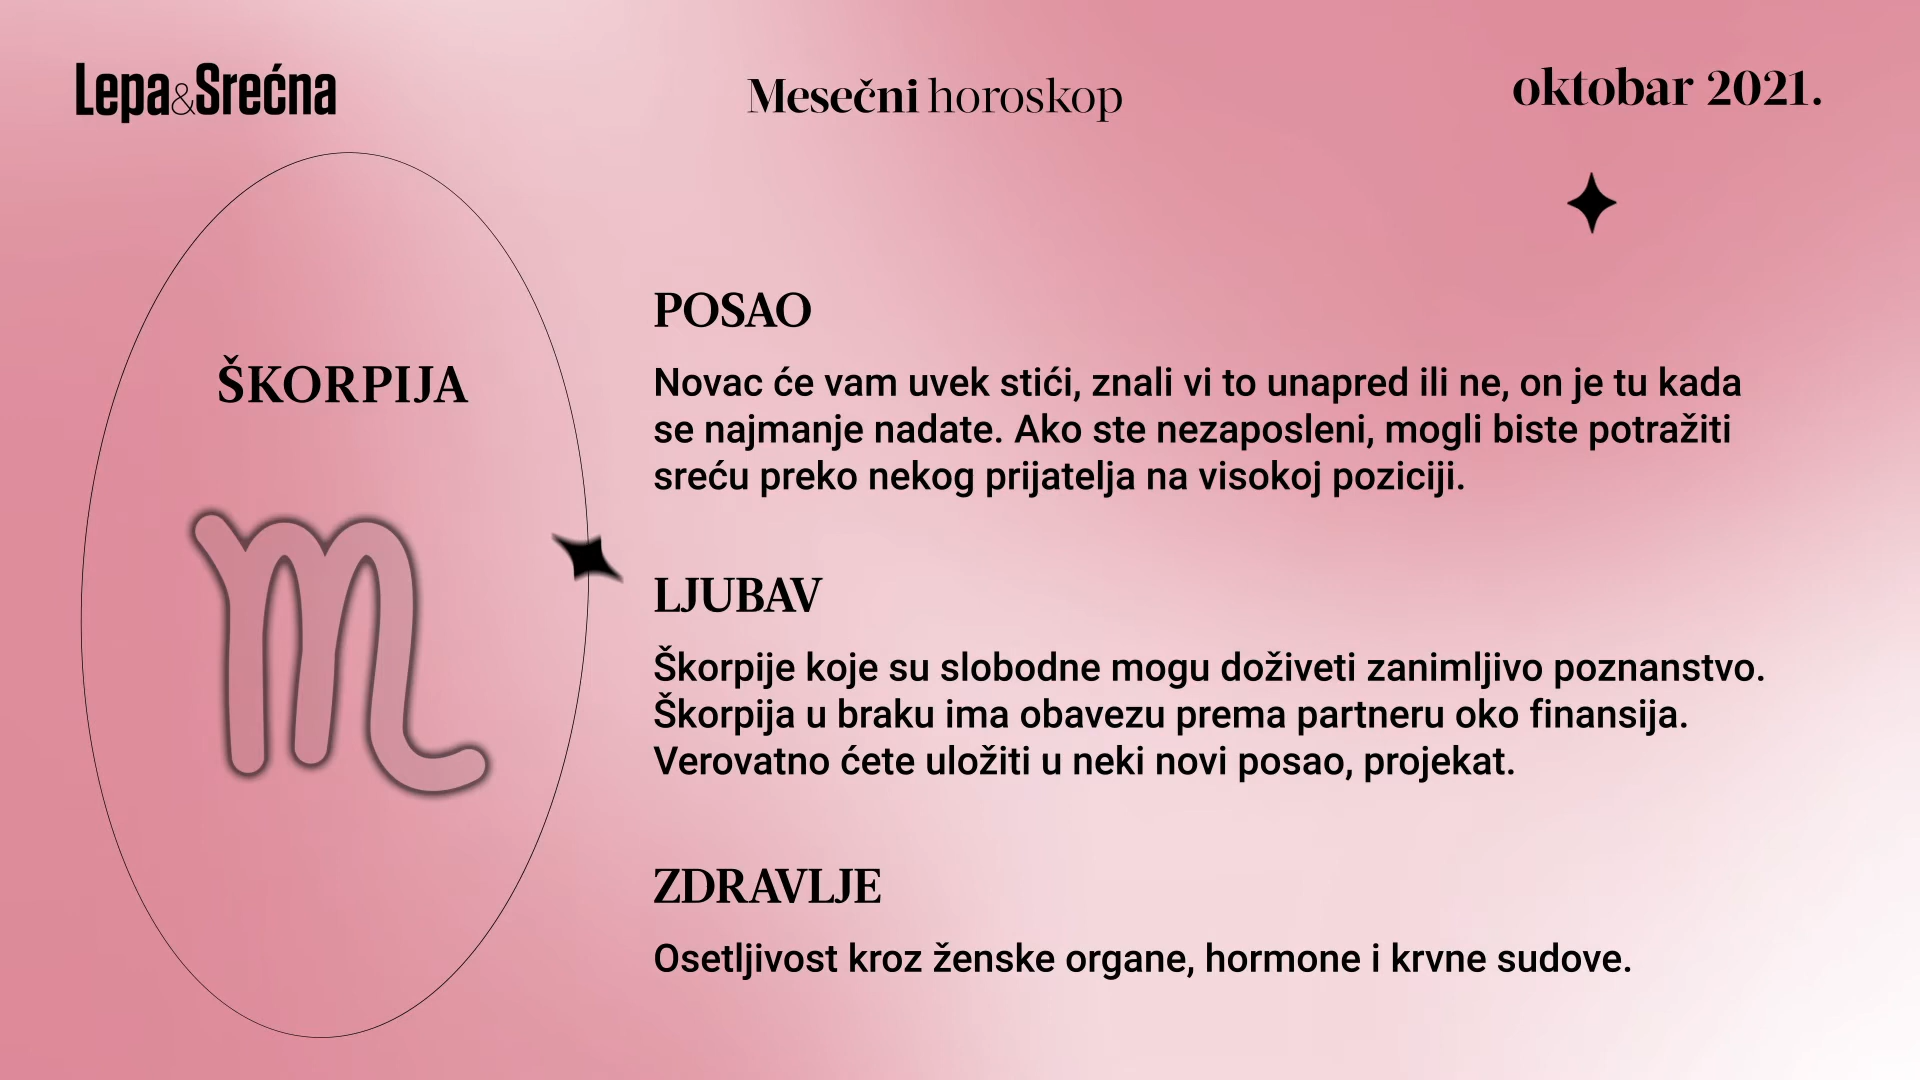 Lepa&Srećna
Mesečni horoskop
oktobar 2021.
ŠKORPIJA
POSAO
Novac će vam uvek stići, znali vi to unapred ili ne, on je tu kada
se najmanje nadate. Ako ste nezaposleni, mogli biste potražiti
sreću preko nekog prijatelja na visokoj poziciji.
LJUBAV
Škorpije koje su slobodne mogu doživeti zanimljivo poznanstvo.
Škorpija u braku ima obavezu prema partneru oko finansija.
Verovatno ćete uložiti u neki novi posao, projekat.
ZDRAVLJE
Osetljivost kroz ženske organe, hormone i krvne sudove.